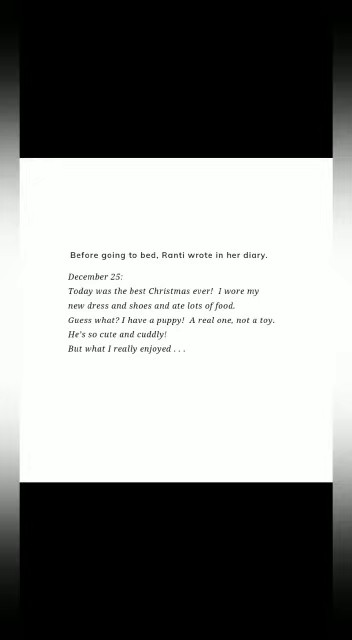 Before going to bed, Ranti wrote in her diary.
December 25:
Today was the best Christmas ever! I wore my
new dress and shoes and ate lots of food.
Guess what? I have a puppy! A real one, not a toy.
He's so cute and cuddly!
But what I really enjoyed . . .